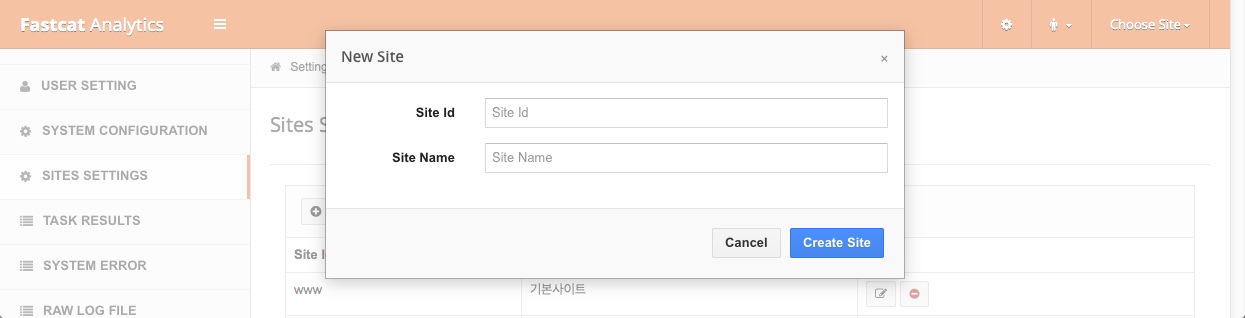 Fastcat Analytics
Choose Site
New Site
×
Settin
USER SETTING
Site Id
Site Id
SYSTEM CONFIGURATION
Sites S
Site Name
Site Name
SITES SETTINGS
TASK RESULTS
Cancel
Create Site
SYSTEM ERROR
Site I
www
기본사이트
RAW LOG FILE